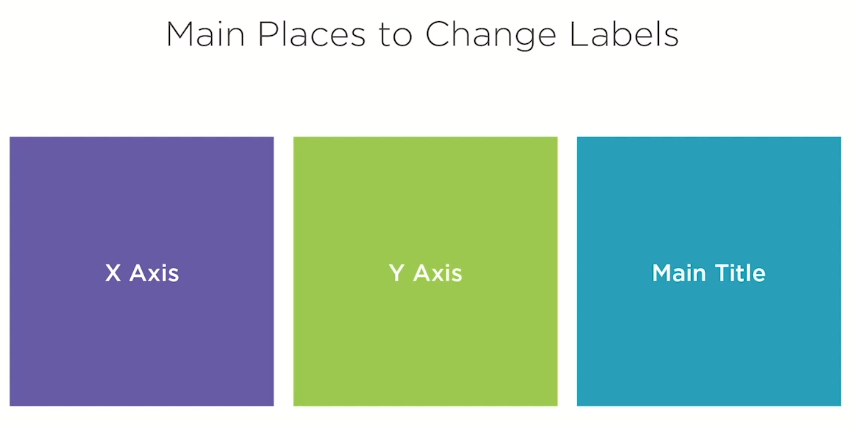 Main Places to Change Labels
X Axis
Y Axis
Main Title